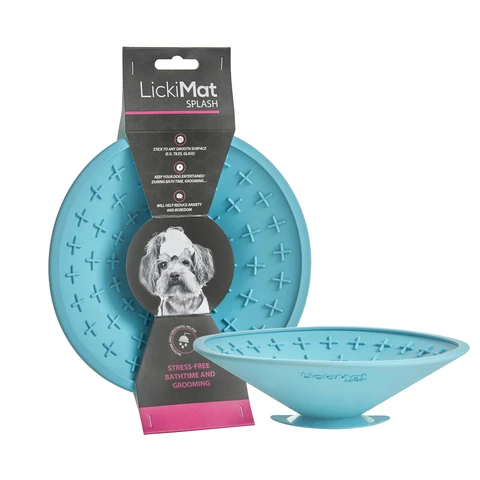 LickiMat
SPLASH
STICK TO ANY SMOOTH SURFACE
(E.G. TILES, GLASS).
KEEP YOUR DOG ENTERTAINED
DURING BATH TIME, GROOMING...
WILL HELP REDUCE ANXIETY
AND BOREDOM
STRESS-FREE
BATHTIME AND
GROOMING
LickiMat